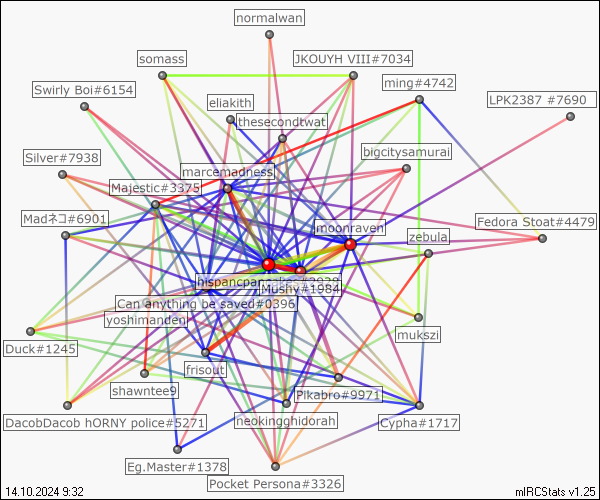 normalwan
somass
JKOUYH VIII#7034
ming#4742
Swirly Boi#6154
eliakith
LPK2387 #7690
thesecondtwat
bigcitysamurai
Silver#7938
marcemadness
Majestic#3375
Madネコ#6901
moonraven
Fedora Stoat#4479
zebula
Mushy#1984
Can anything be saved#0396
yoshimanden
mukszi
Duck#1245
frisout
shawntee9
Pikabro#9971
DacobDacob hORNY police#5271
neokingghidorah
Cypha#1717
Eg.Master#1378
Pocket Persona#3326
14.10.2024 9:32
mIRCStats v1.25